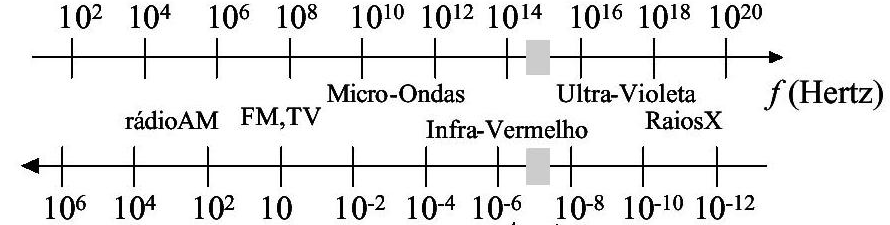 10² 10⁴ 10⁶ 10⁸ 10¹⁰ 10¹² 10¹⁴ 10¹⁶ 10¹⁸ 10²⁰
Micro-Ondas Ultra-Violeta f (Hertz)
rádioAM FM,TV Infra-Vermelho RaiosX
10⁶ 10⁴ 10² 10 10⁻² 10⁻⁴ 10⁻⁶ 10⁻⁸ 10⁻¹⁰ 10⁻¹²